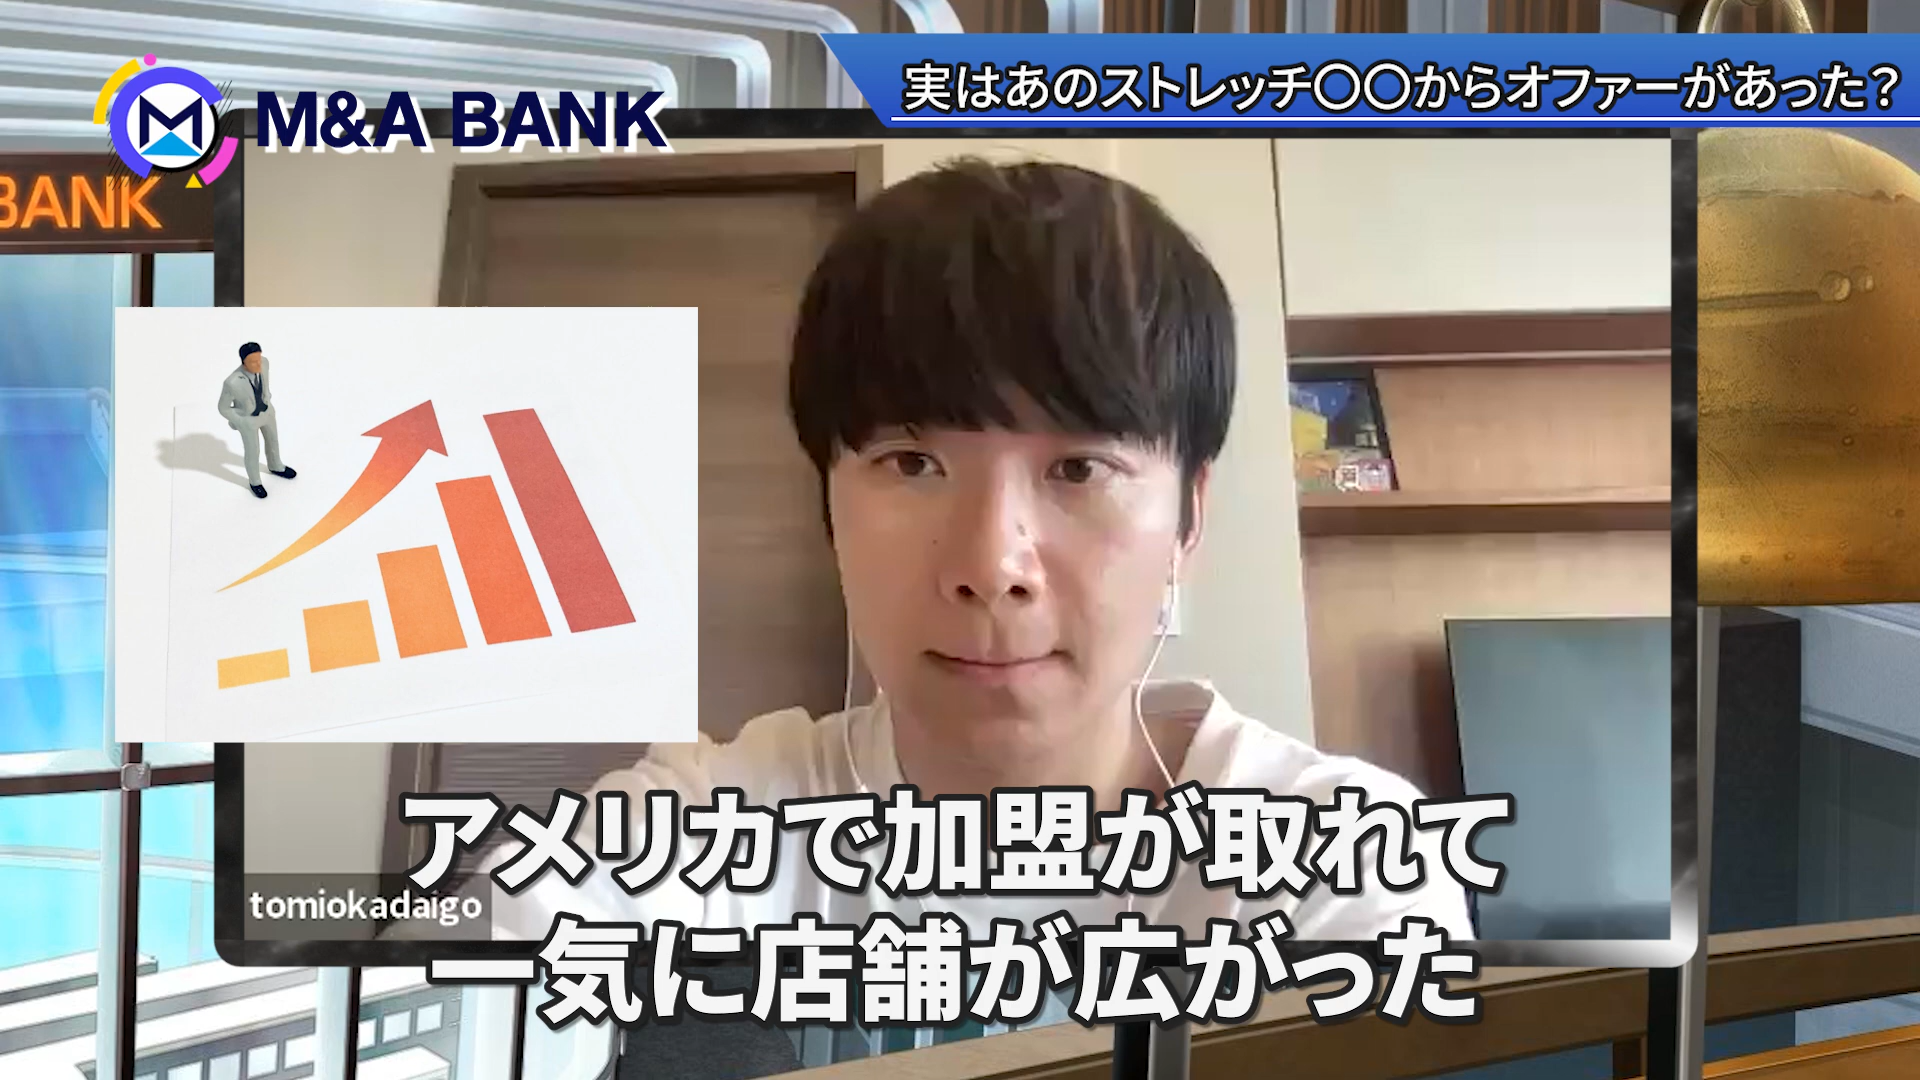 実はあのストレッチ〇〇からオファーがあった？
M&A BANK
BANK
tomiokadaigo
アメリカで加盟が取れて
一気に店舗が広がった